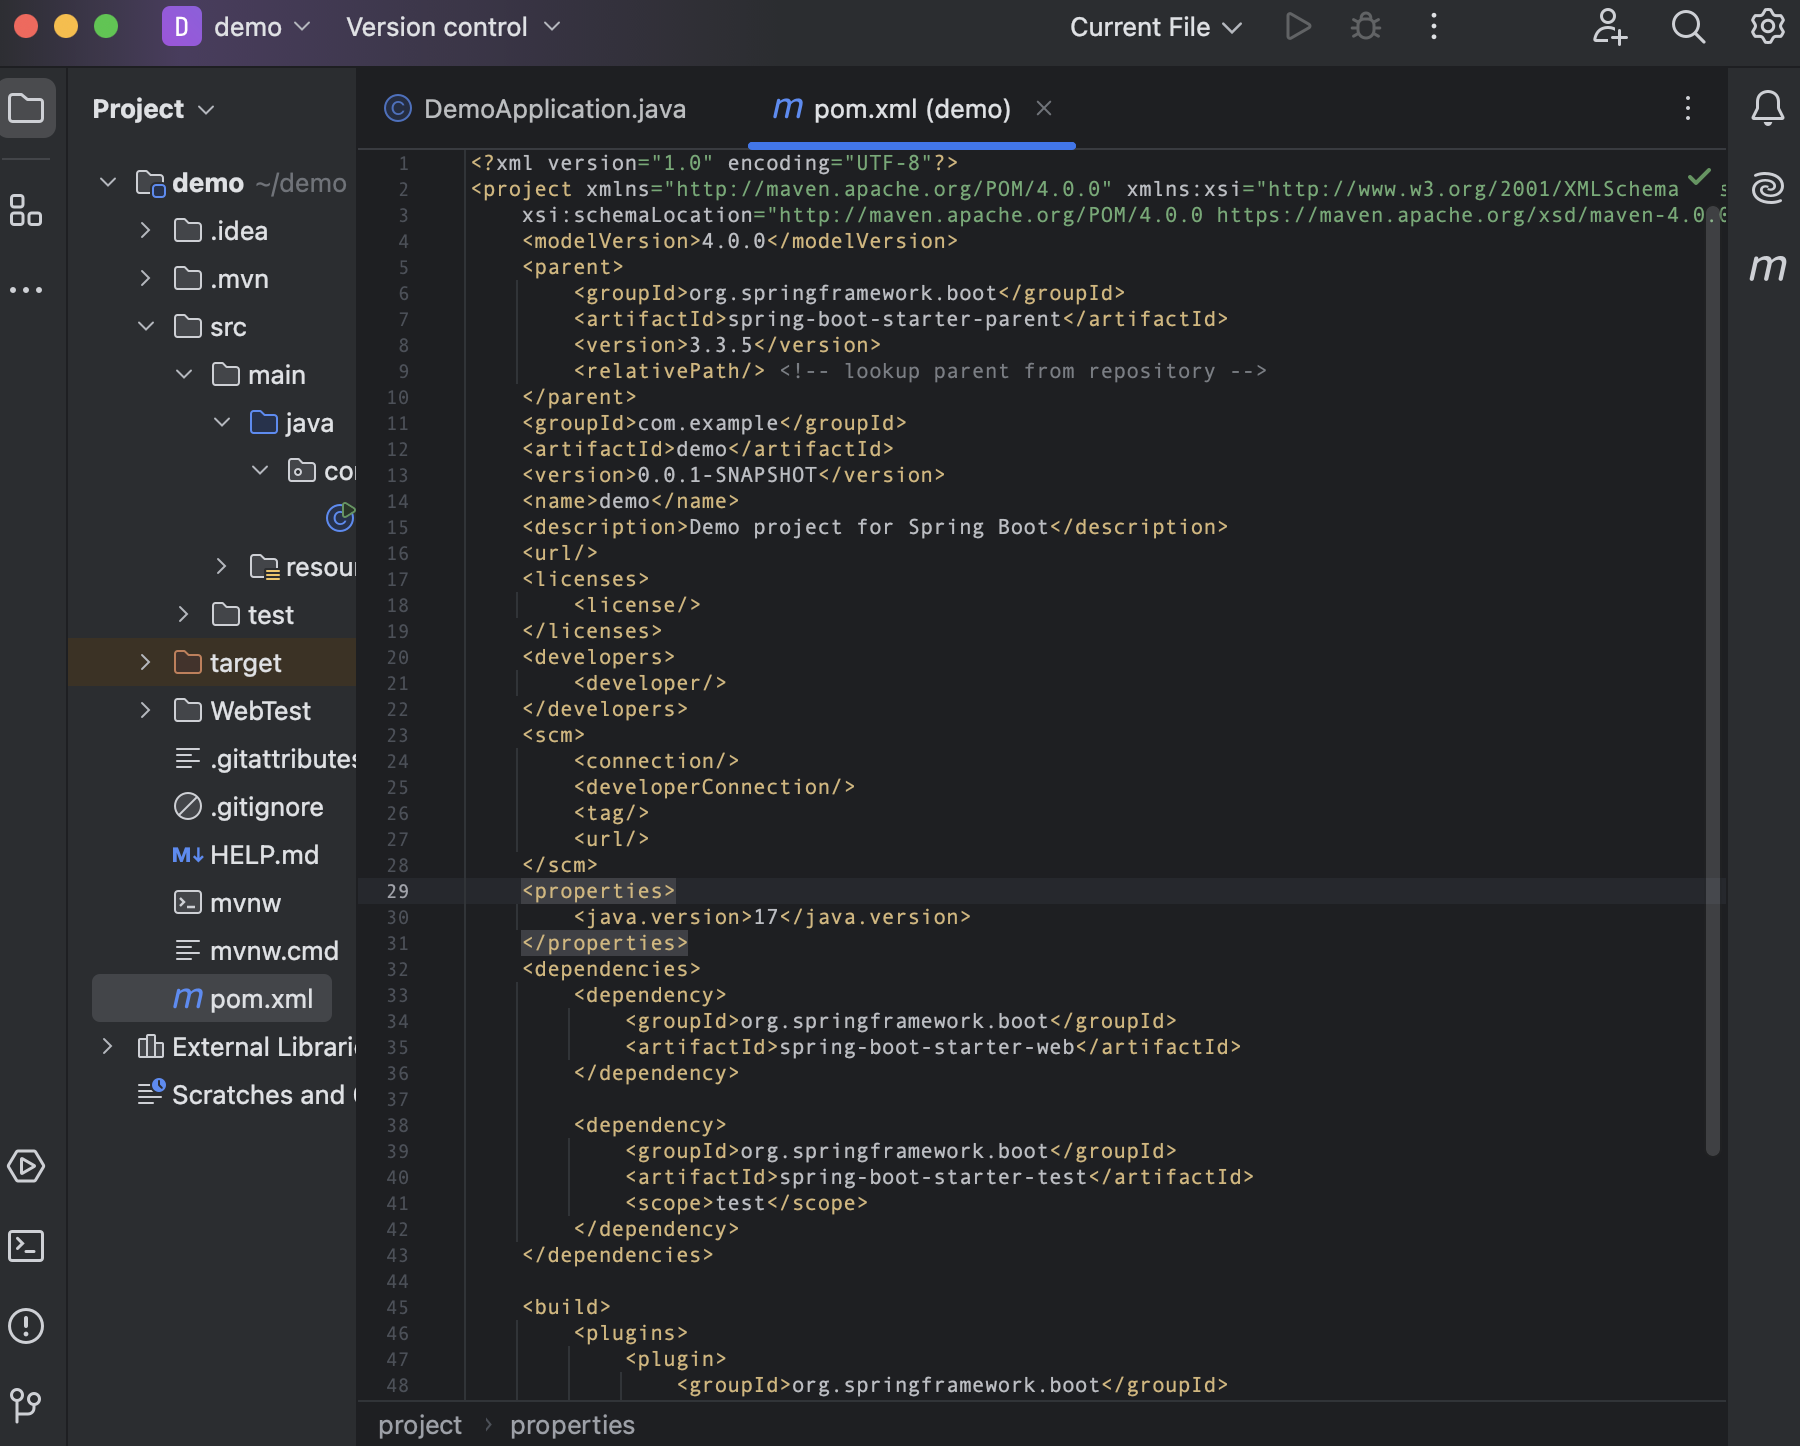 D demo Version control Current File
Project
DemoApplication.java
m pom.xml (demo)
demo ~/demo
.idea
.mvn
src
main
java
resou
test
target
WebTest
.gitattributes
.gitignore
M↓ HELP.md
mvnw
mvnw.cmd
m pom.xml
External Librari
Scratches and
1 <?xml version="1.0" encoding="UTF-8"?>
2 <project xmlns="http://maven.apache.org/POM/4.0.0" xmlns:xsi="http://www.w3.org/2001/XMLSchema
3 xsi:schemaLocation="http://maven.apache.org/POM/4.0.0 https://maven.apache.org/xsd/maven-4.0.0
4 <modelVersion>4.0.0</modelVersion>
5 <parent>
6 <groupId>org.springframework.boot</groupId>
7 <artifactId>spring-boot-starter-parent</artifactId>
8 <version>3.3.5</version>
9 <relativePath/> <!-- lookup parent from repository -->
10 </parent>
11 <groupId>com.example</groupId>
12 <artifactId>demo</artifactId>
13 <version>0.0.1-SNAPSHOT</version>
14 <name>demo</name>
15 <description>Demo project for Spring Boot</description>
16 <url/>
17 <licenses>
18 <license/>
19 </licenses>
20 <developers>
21 <developer/>
22 </developers>
23 <scm>
24 <connection/>
25 <developerConnection/>
26 <tag/>
27 <url/>
28 </scm>
29 <properties>
30 <java.version>17</java.version>
31 </properties>
32 <dependencies>
33 <dependency>
34 <groupId>org.springframework.boot</groupId>
35 <artifactId>spring-boot-starter-web</artifactId>
36 </dependency>
37
38 <dependency>
39 <groupId>org.springframework.boot</groupId>
40 <artifactId>spring-boot-starter-test</artifactId>
41 <scope>test</scope>
42 </dependency>
43 </dependencies>
44
45 <build>
46 <plugins>
47 <plugin>
48 <groupId>org.springframework.boot</groupId>
project › properties
m